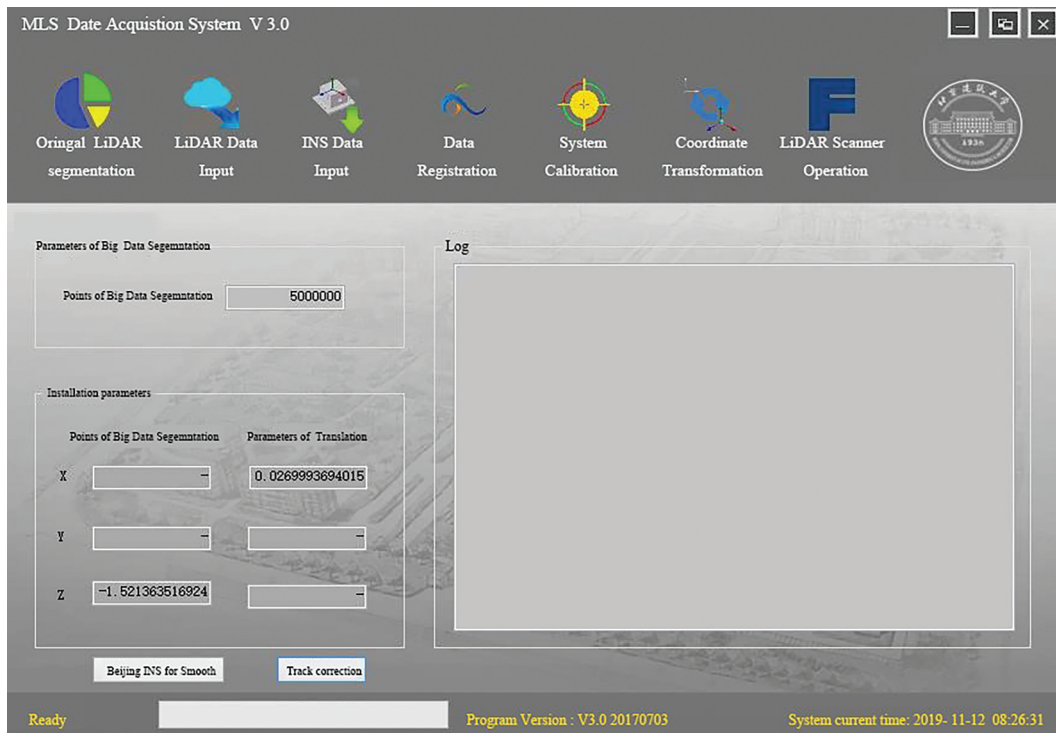 MLS Date Acquistion System V 3.0
Oringal LiDAR segmentation
LiDAR Data Input
INS Data Input
Data Registration
System Calibration
Coordinate Transformation
LiDAR Scanner Operation
1936
Parameters of Big Data Segemntation
Points of Big Data Segemntation 5000000
Installation parameters
Points of Big Data Segemntation Parameters of Translation
X - 0.0269993694015
Y - -
Z -1.521363516924 -
Beijing INS for Smooth Track correction
Log
Ready Program Version : V3.0 20170703 System current time: 2019- 11-12 08:26:31